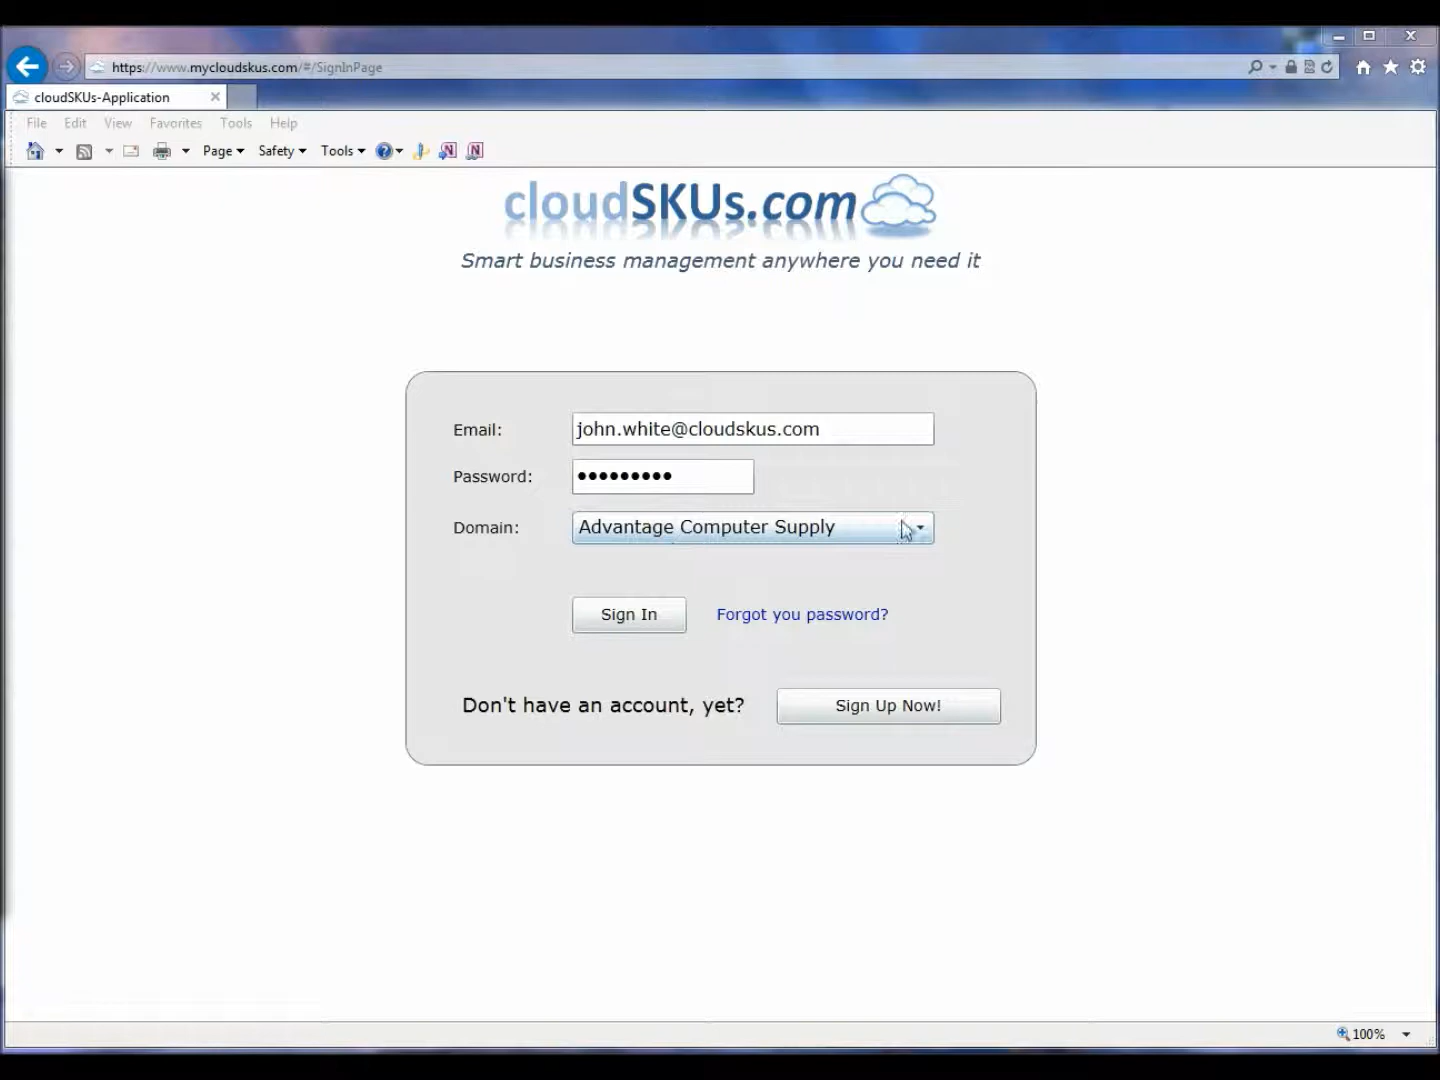 https://www.mycloudskus.com/#/SignInPage
cloudSKUs-Application
File Edit View Favorites Tools Help
Page Safety Tools
cloudSKUs.com
Smart business management anywhere you need it
Email: john.white@cloudskus.com
Password: •••••••••
Domain: Advantage Computer Supply
Sign In Forgot you password?
Don't have an account, yet? Sign Up Now!
100%